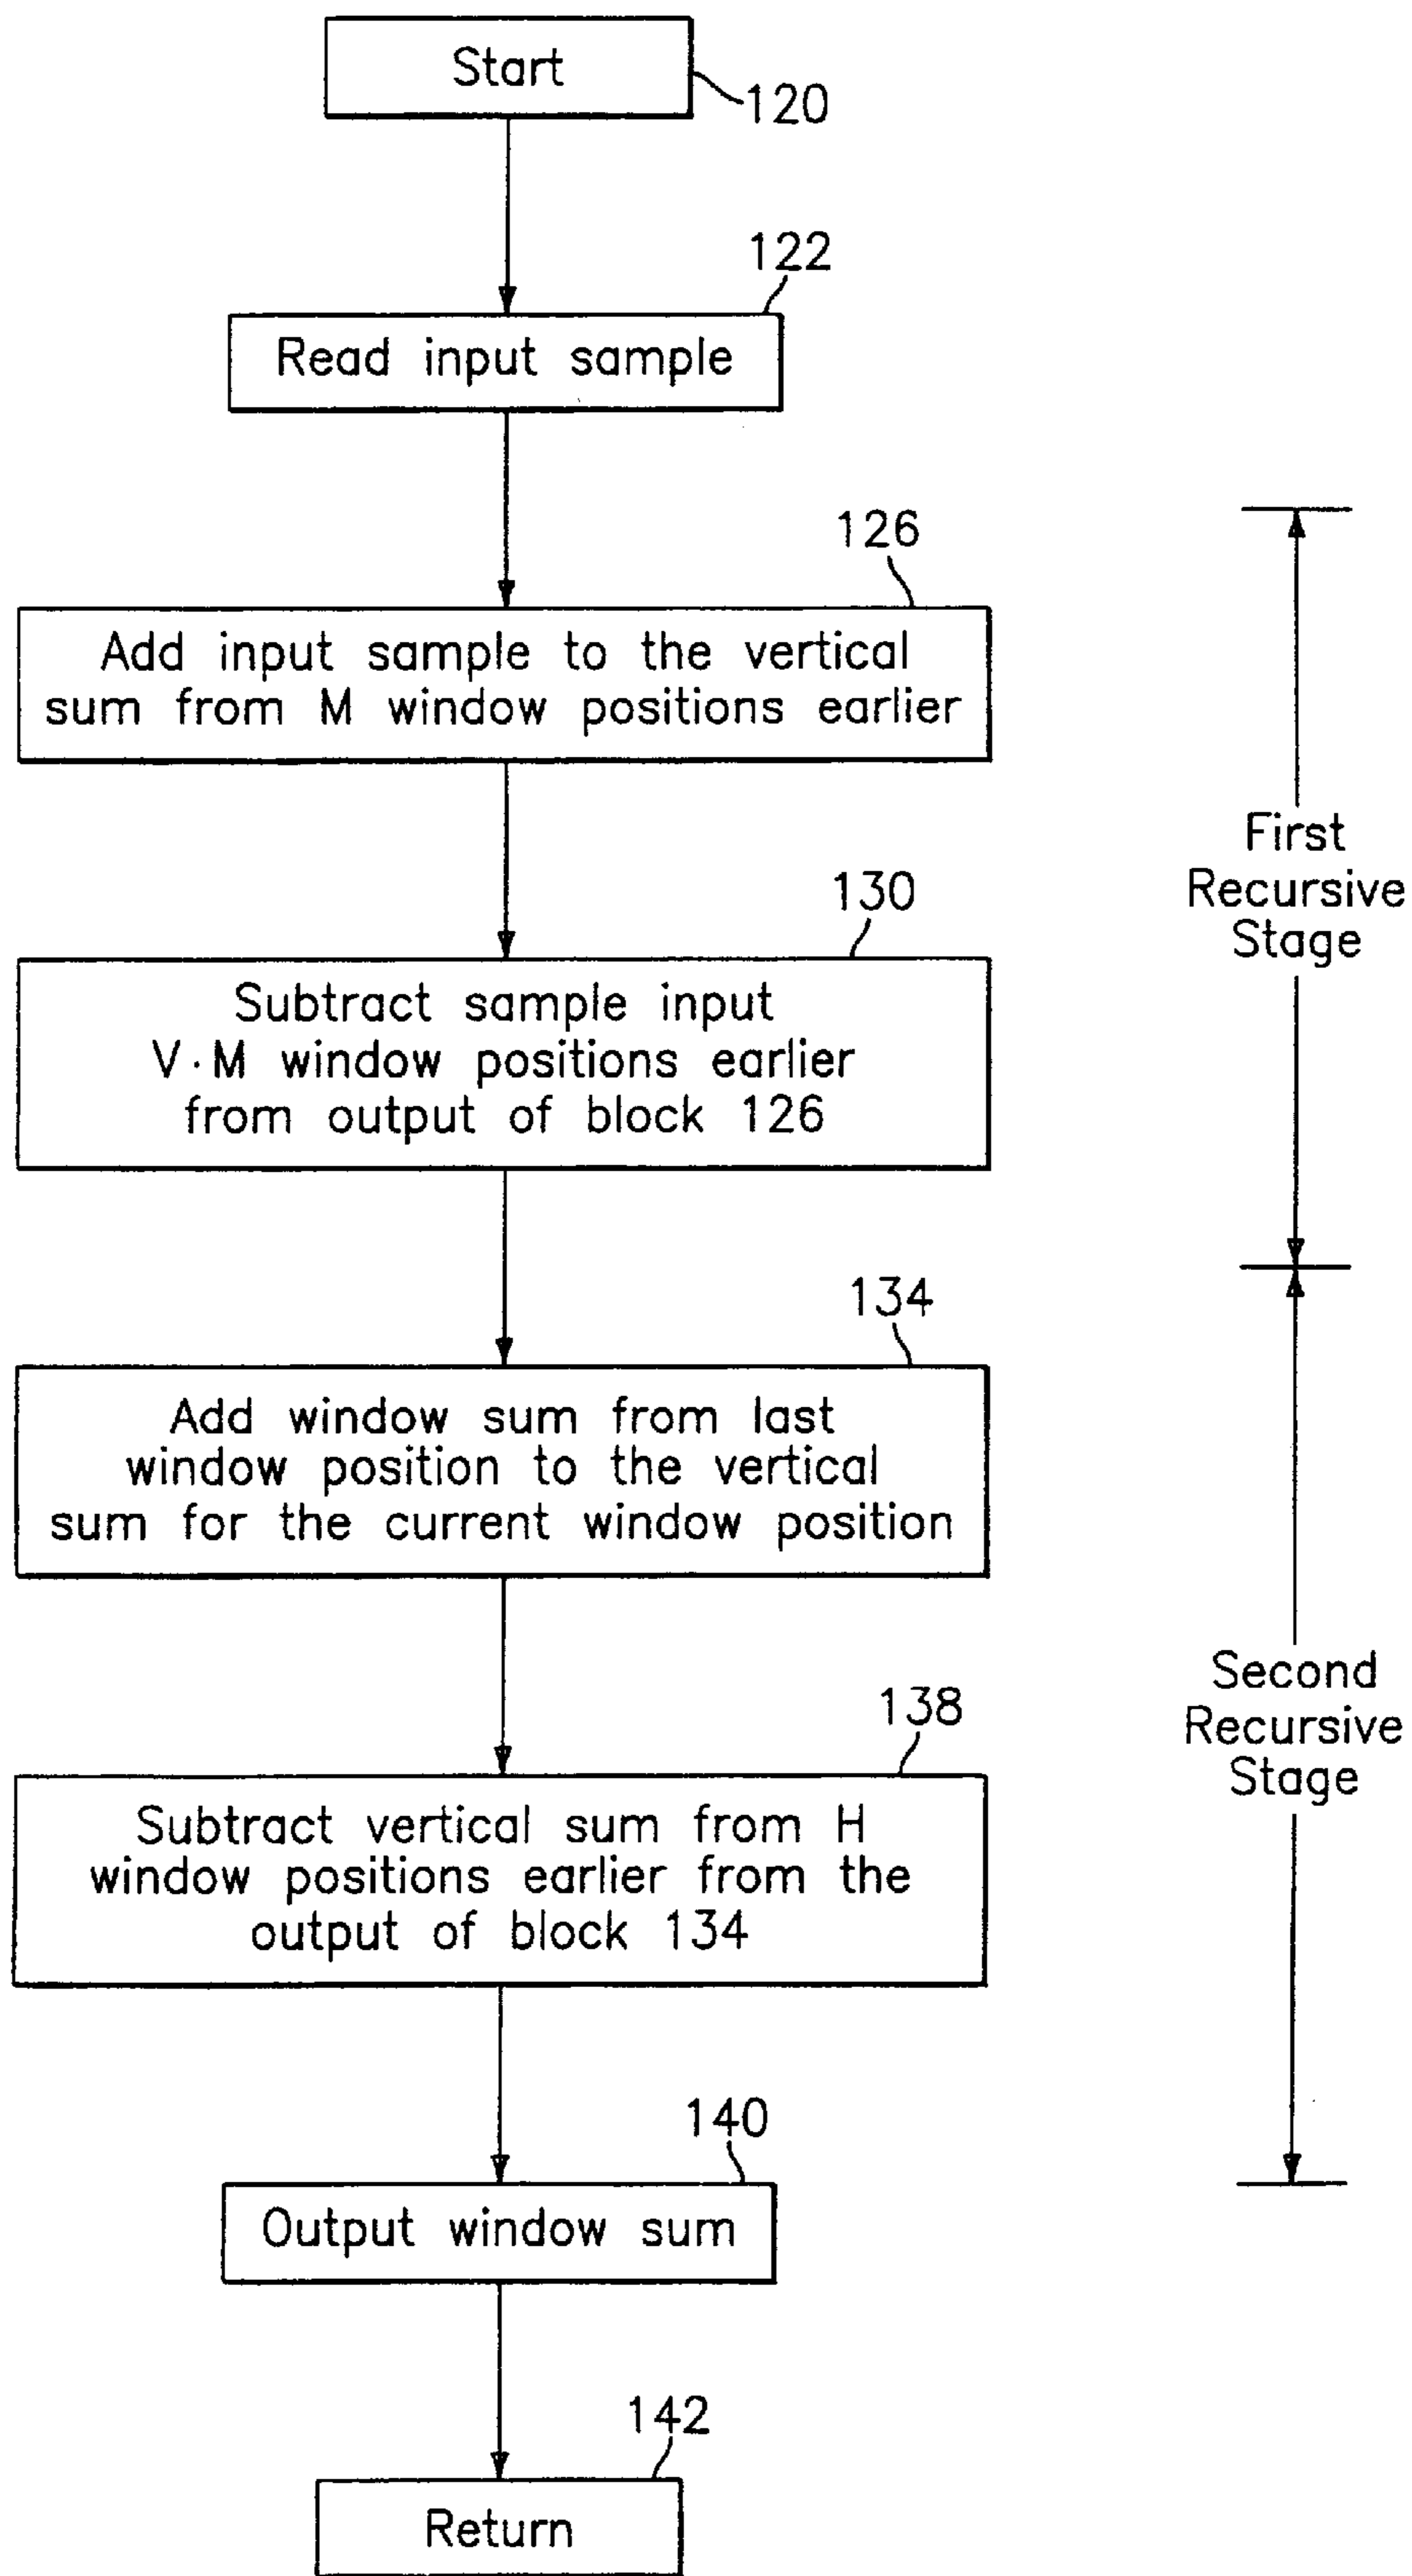 Start
120
122
Read input sample
126
Add input sample to the vertical
sum from M window positions earlier
First
Recursive
Stage
130
Subtract sample input
V·M window positions earlier
from output of block 126
134
Add window sum from last
window position to the vertical
sum for the current window position
Second
Recursive
Stage
138
Subtract vertical sum from H
window positions earlier from the
output of block 134
140
Output window sum
142
Return